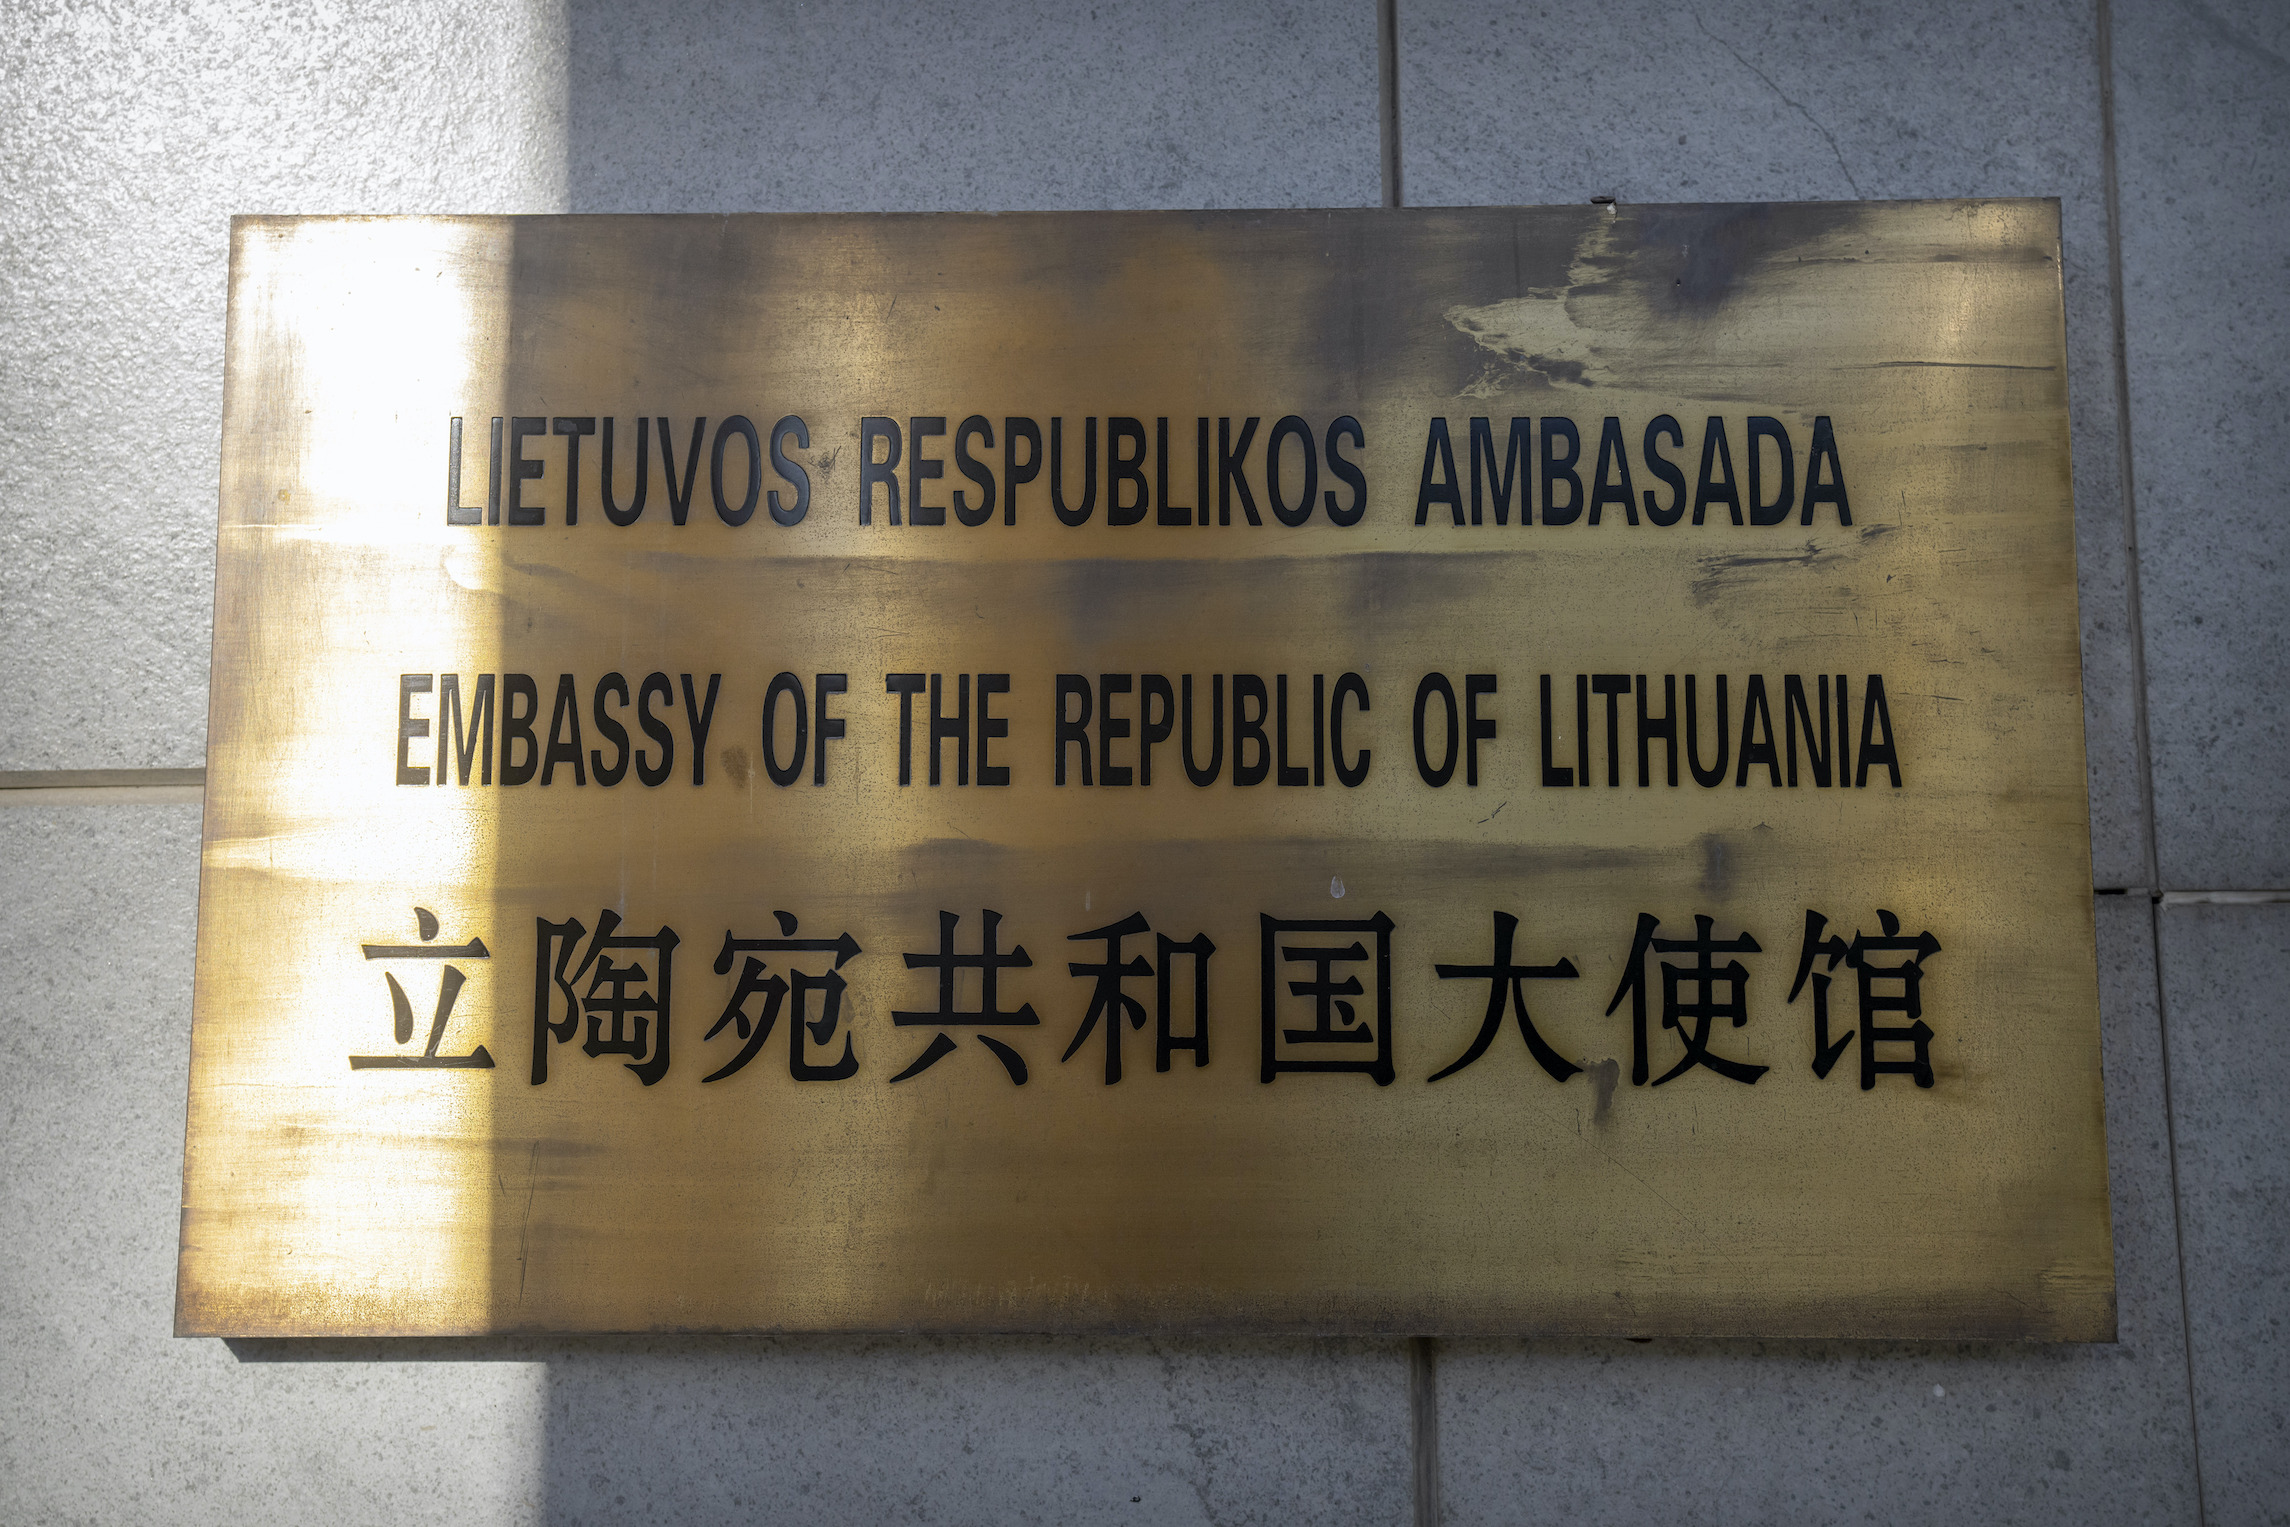 LIETUVOS RESPUBLIKOS AMBASADA
EMBASSY OF THE REPUBLIC OF LITHUANIA
立陶宛共和国大使馆